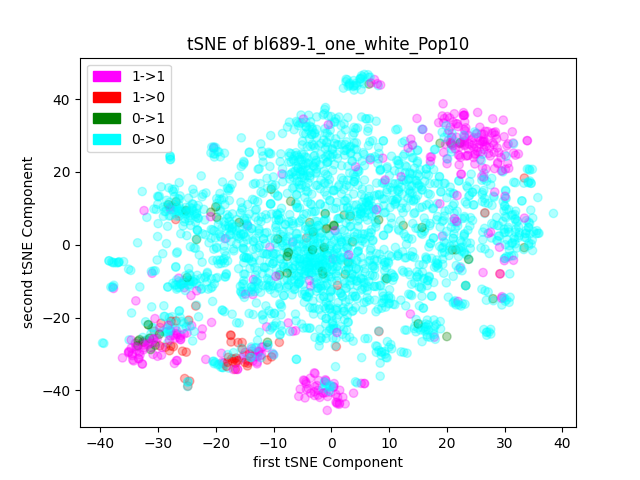 tSNE of bl689-1_one_white_Pop10
1->1
1->0
0->1
0->0
second tSNE Component
40
20
0
−20
−40
−40 −30 −20 −10 0 10 20 30 40
first tSNE Component